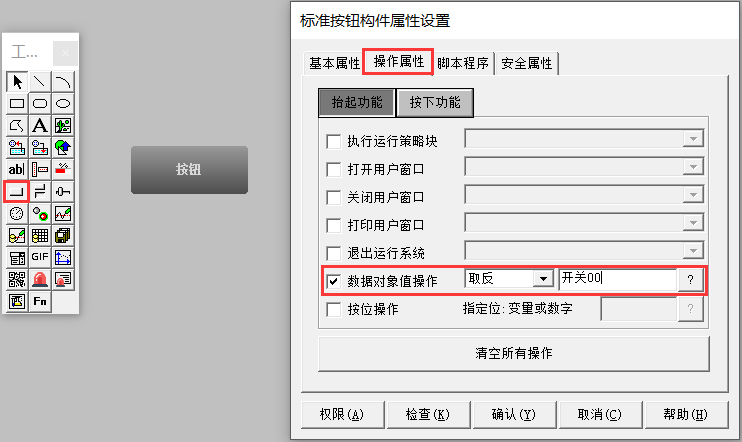 工...
A
ab|
GIF
Fn
按钮
标准按钮构件属性设置
基本属性 操作属性 脚本程序 安全属性
抬起功能 按下功能
执行运行策略块
打开用户窗口
关闭用户窗口
打印用户窗口
退出运行系统
数据对象值操作 取反 开关00 ?
按位操作 指定位: 变量或数字 ?
清空所有操作
权限(A) 检查(K) 确认(Y) 取消(C) 帮助(H)